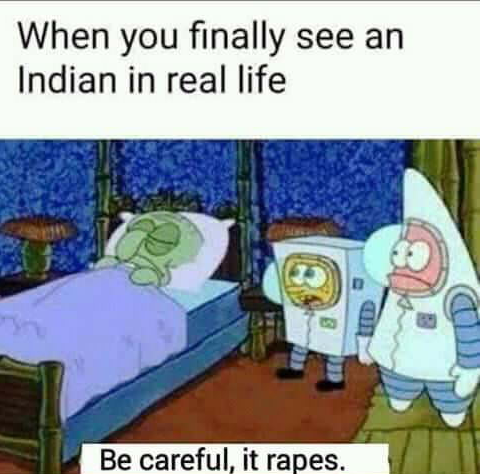 When you finally see an
Indian in real life
Be careful, it rapes.